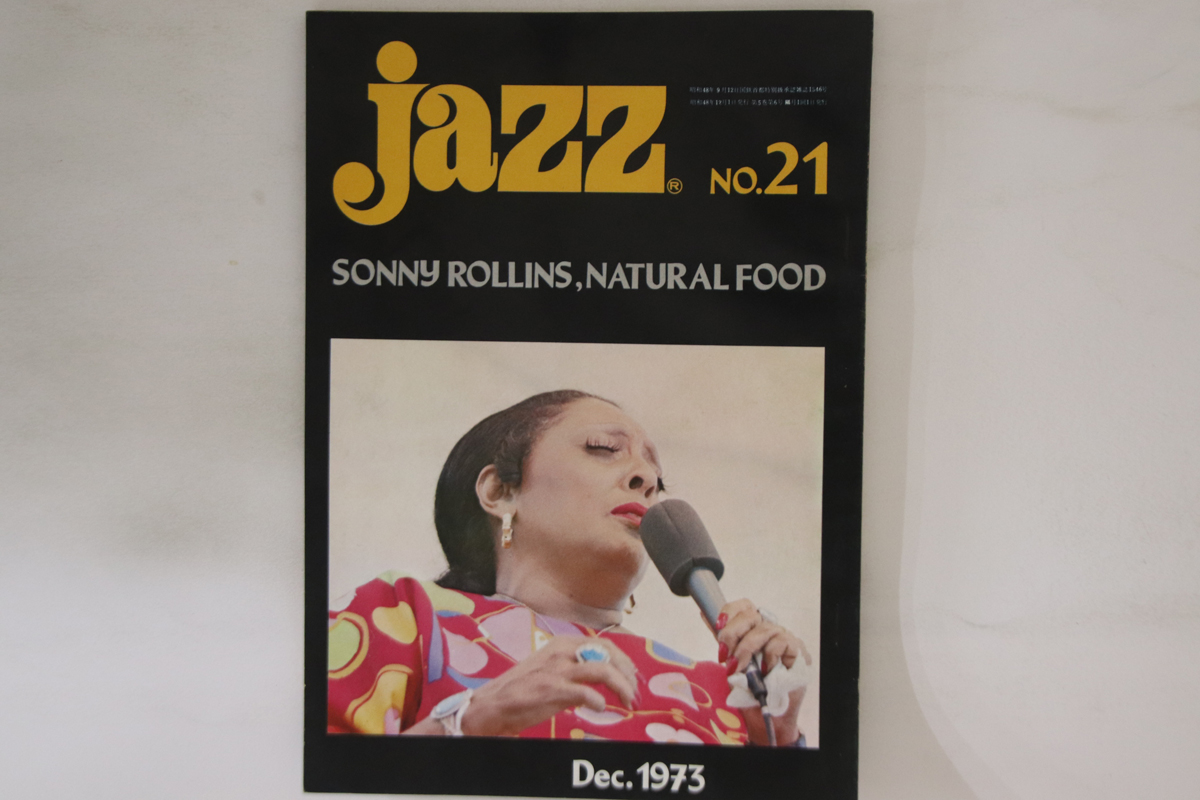 jazz®
NO.21
SONNY ROLLINS, NATURAL FOOD
Dec. 1973